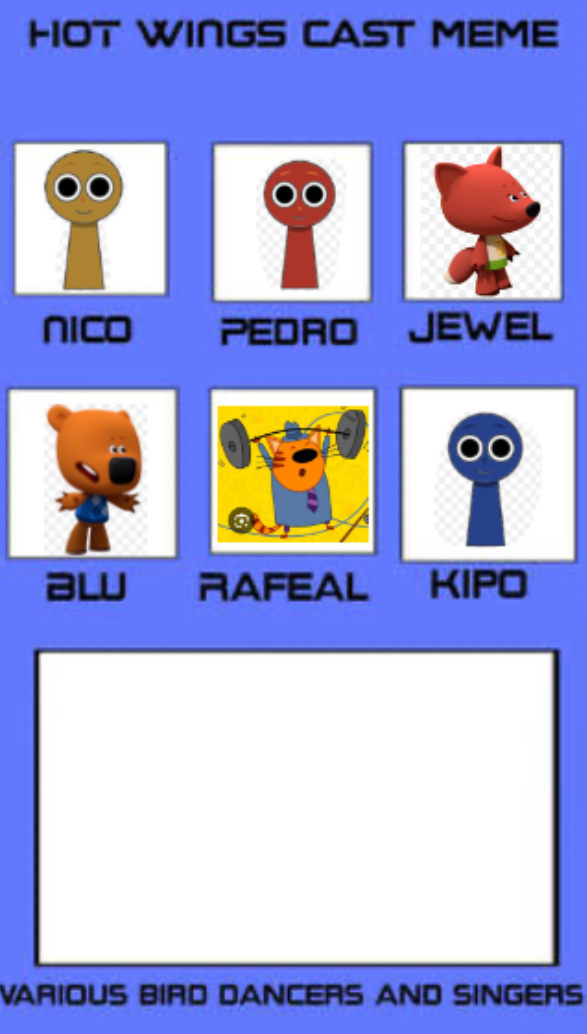 HOT WINGS CAST MEME
NICO
PEDRO
JEWEL
BLU
RAFEAL
KIPO
VARIOUS BIRD DANCERS AND SINGERS